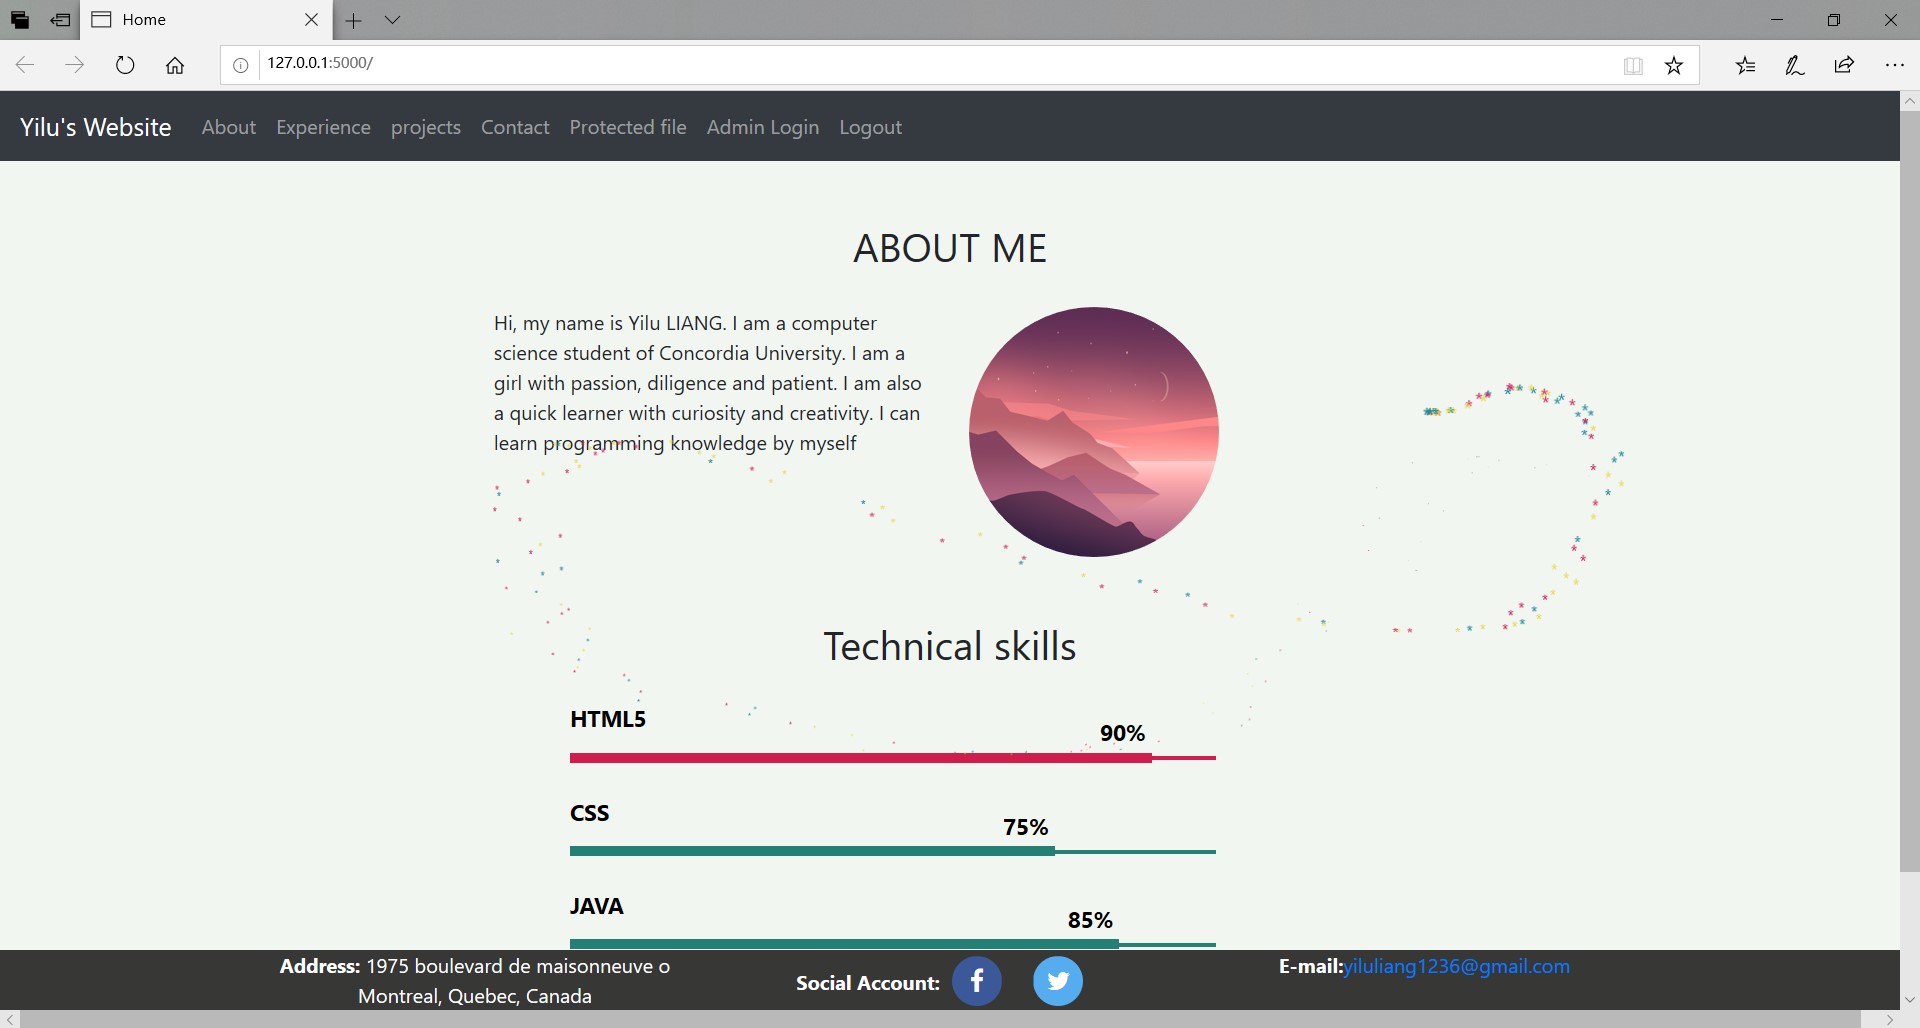 Home
127.0.0.1:5000/
Yilu's Website About Experience projects Contact Protected file Admin Login Logout
ABOUT ME
Hi, my name is Yilu LIANG. I am a computer
science student of Concordia University. I am a
girl with passion, diligence and patient. I am also
a quick learner with curiosity and creativity. I can
learn programming knowledge by myself
Technical skills
HTML5
90%
CSS
75%
JAVA
85%
Address: 1975 boulevard de maisonneuve o
Montreal, Quebec, Canada
Social Account:
E-mail:yiluliang1236@gmail.com